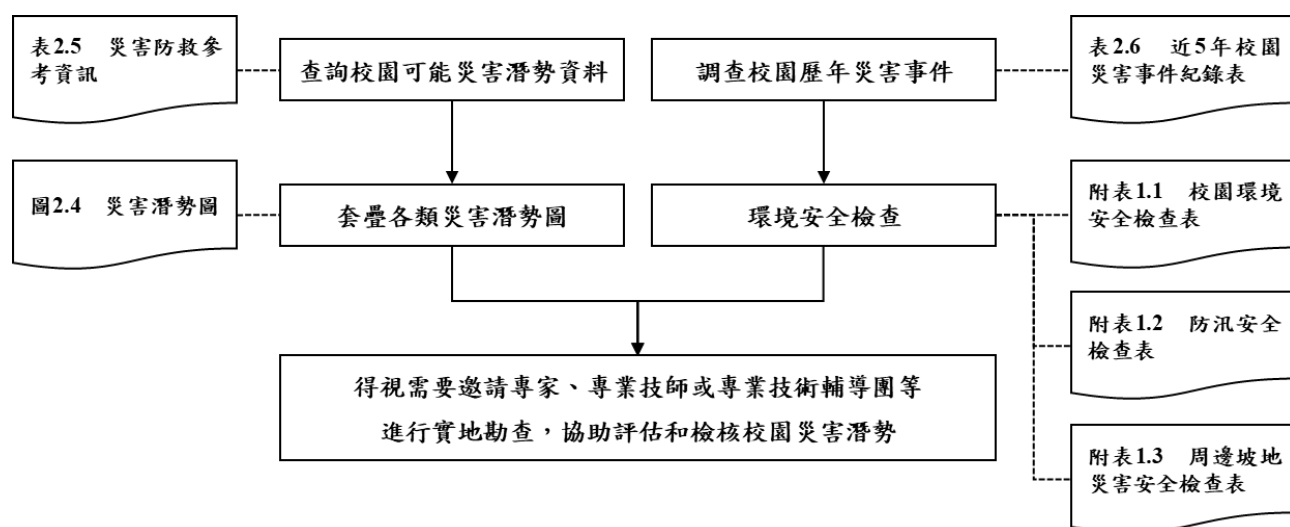 表2.5 災害防救參
考資訊
查詢校園可能災害潛勢資料
調查校園歷年災害事件
表2.6 近5年校園
災害事件紀錄表
圖2.4 災害潛勢圖
套疊各類災害潛勢圖
環境安全檢查
附表1.1 校園環境
安全檢查表
附表1.2 防汛安全
檢查表
得視需要邀請專家、專業技師或專業技術輔導團等
進行實地勘查，協助評估和檢核校園災害潛勢
附表1.3 周邊坡地
災害安全檢查表